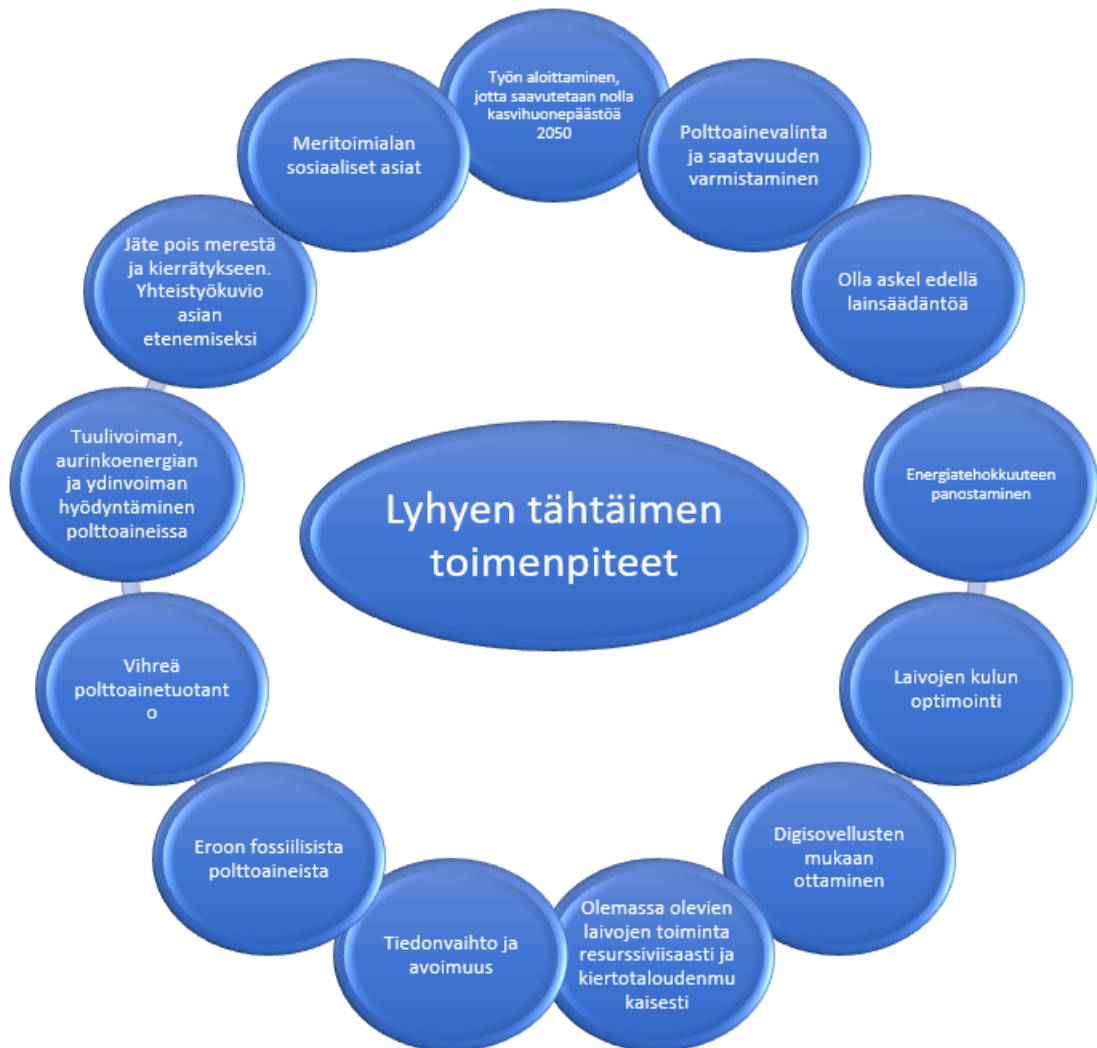 Työn aloittaminen,
jotta saavutetaan nolla
kasvihuonepäästöä
2050
Polttoainevalinta
ja saatavuuden
varmistaminen
Olla askel edellä
lainsäädäntöä
Energiatehokkuuteen
panostaminen
Laivojen kulun
optimointi
Digisovellusten
mukaan
ottaminen
Olemassa olevien
laivojen toiminta
resurssiviisaasti ja
kiertotaloudenmu
kaisesti
Tiedonvaihto ja
avoimuus
Eroon fossiilisista
polttoaineista
Vihreä
polttoainetuotant
o
Tuulivoiman,
aurinkoenergian
ja ydinvoiman
hyödyntäminen
polttoaineissa
Jäte pois merestä
ja kierrätykseen.
Yhteistyökuvio
asian
etenemiseksi
Meritoimialan
sosiaaliset asiat
Lyhyen tähtäimen
toimenpiteet